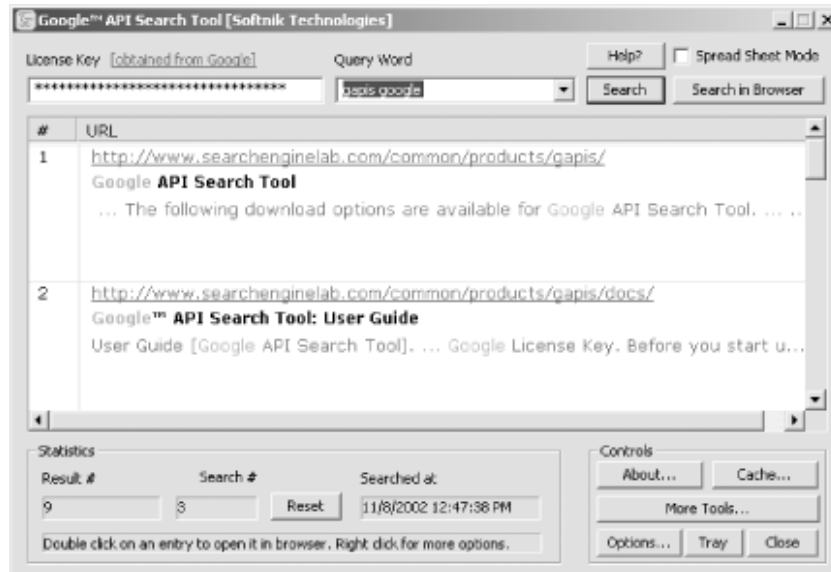 Google™ API Search Tool [Softnik Technologies]
License Key [obtained from Google] Query Word Help? Spread Sheet Mode
********************************* gapis google Search Search in Browser
# URL
1 http://www.searchenginelab.com/common/products/gapis/
Google API Search Tool
... The following download options are available for Google API Search Tool. ... ..
2 http://www.searchenginelab.com/common/products/gapis/docs/
Google™ API Search Tool: User Guide
User Guide [Google API Search Tool]. ... Google License Key. Before you start u...
Statistics Controls
Result # Search # Searched at About... Cache...
9 3 Reset 11/8/2002 12:47:38 PM More Tools...
Double click on an entry to open it in browser. Right click for more options. Options... Tray Close